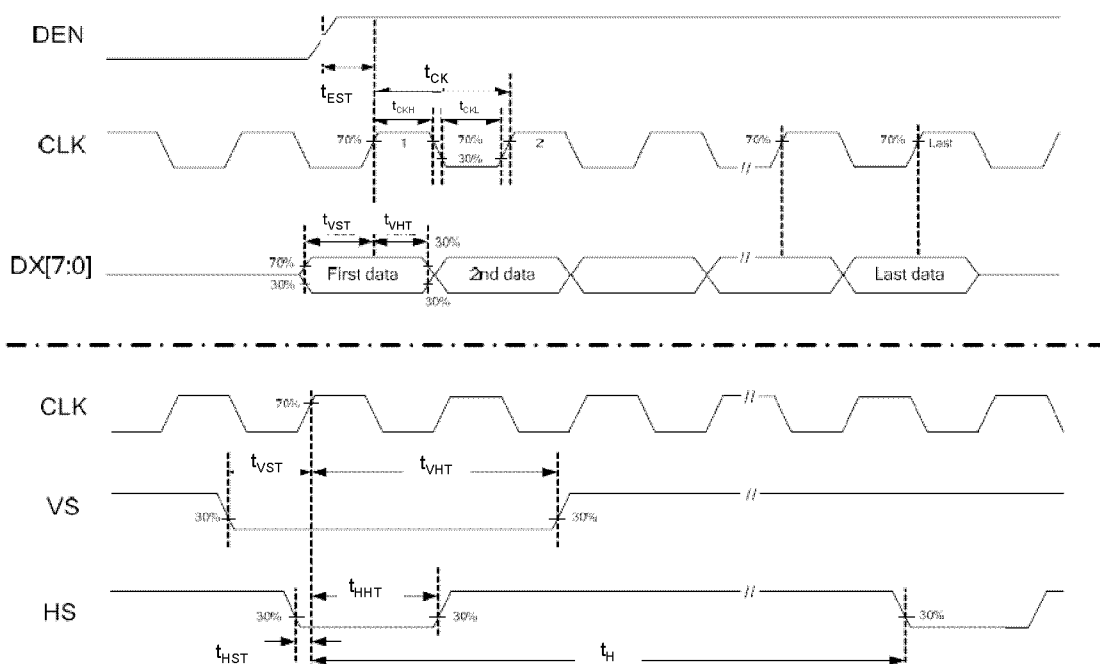 DEN
tEST
tCK
tCKH
tCKL
CLK
70%
1
70%
30%
2
//
70%
70%
Last
tVST
tVHT
30%
DX[7:0]
70%
30%
First data
2nd data
//
Last data
30%
CLK
70%
//
tVST
tVHT
VS
30%
30%
//
HS
30%
tHHT
30%
//
30%
tHST
tH